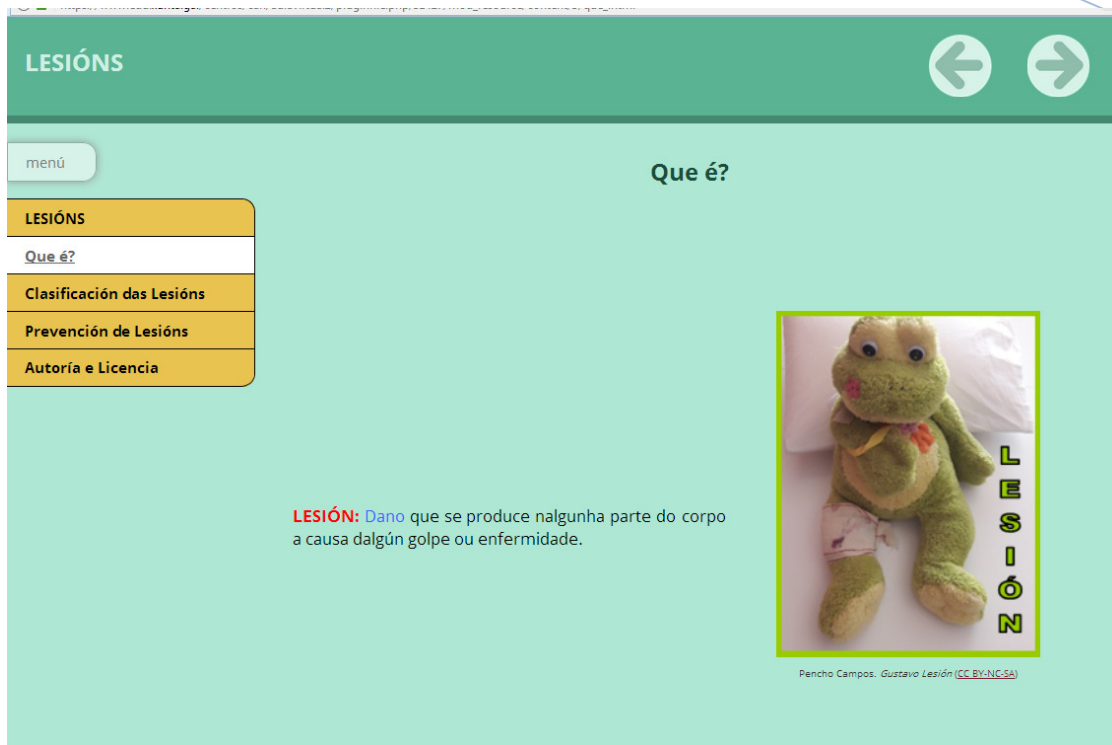 LESIÓNS
menú
LESIÓNS
Que é?
Clasificación das Lesións
Prevención de Lesións
Autoría e Licencia
Que é?
LESIÓN: Dano que se produce nalgunha parte do corpo
a causa dalgún golpe ou enfermidade.
LESIÓN
Pencho Campos. Gustavo Lesión (CC BY-NC-SA)